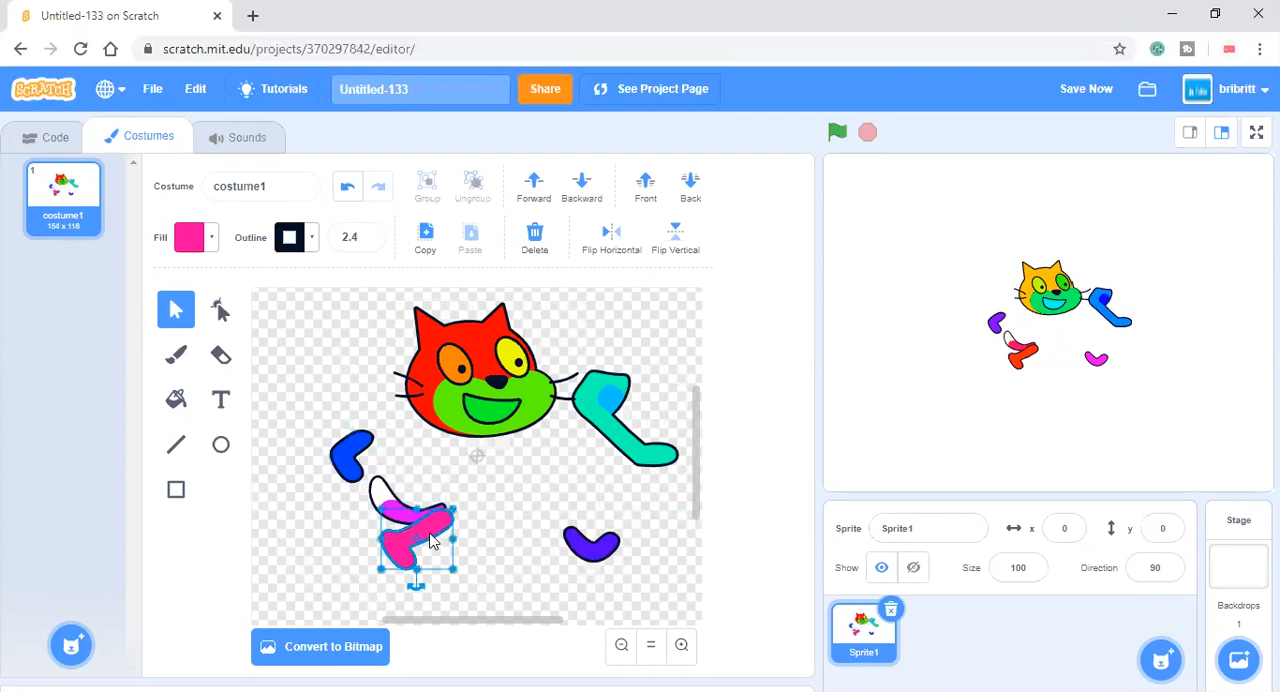 Untitled-133 on Scratch
scratch.mit.edu/projects/370297842/editor/
SCRATCH
File
Edit
Tutorials
Untitled-133
Share
See Project Page
Save Now
bribritt
Code
Costumes
Sounds
1
costume1
154 x 118
Costume
costume1
Group
Ungroup
Forward
Backward
Front
Back
Fill
Outline
2.4
Copy
Paste
Delete
Flip Horizontal
Flip Vertical
T
Convert to Bitmap
Sprite
Sprite1
x
0
y
0
Show
Size
100
Direction
90
Sprite1
Stage
Backdrops
1